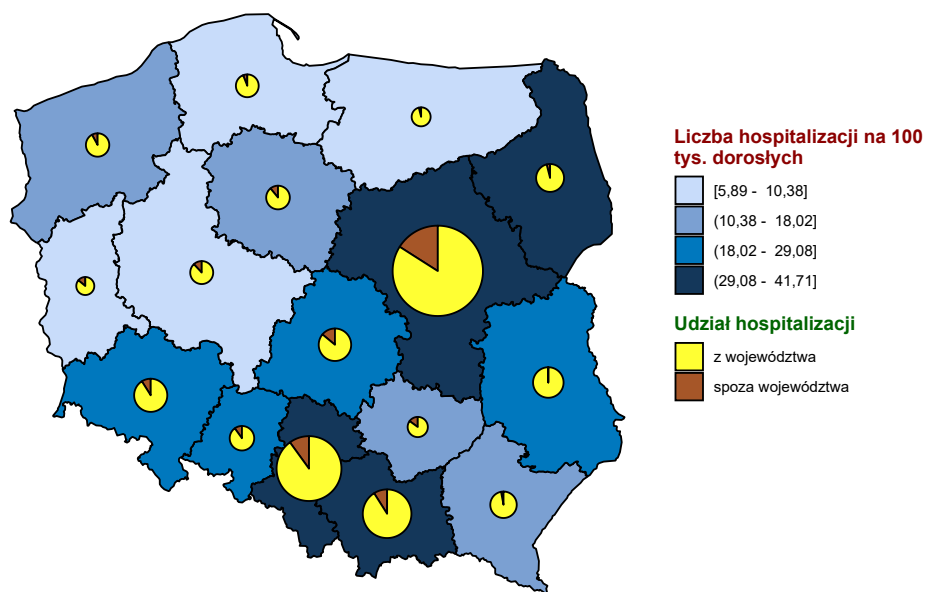 Liczba hospitalizacji na 100
tys. dorosłych
[5,89 - 10,38]
(10,38 - 18,02]
(18,02 - 29,08]
(29,08 - 41,71]
Udział hospitalizacji
z województwa
spoza województwa